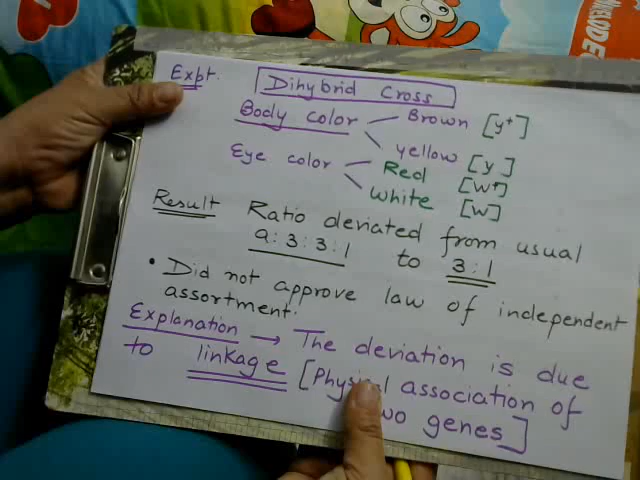 Expt. Dihybrid Cross
Body color — Brown [y+]
yellow [y]
Eye color — Red [w+]
White [w]
Result Ratio deviated from usual
9:3:3:1 to 3:1
• Did not approve law of independent
assortment.
Explanation → The deviation is due
to linkage [Physical association of
two genes]